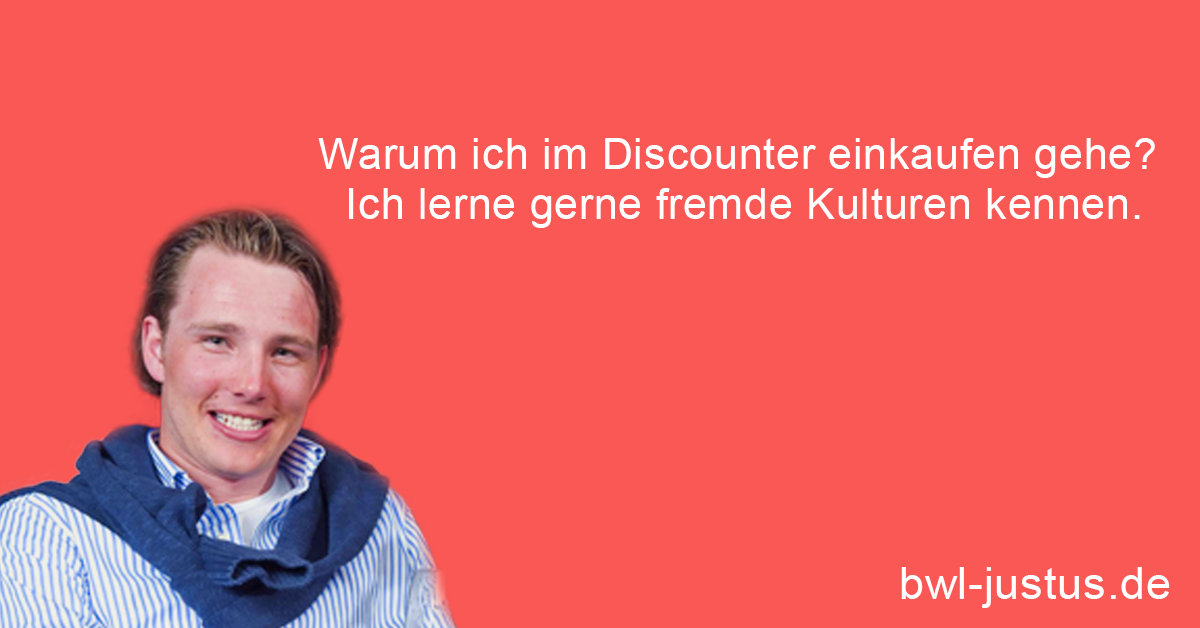 Warum ich im Discounter einkaufen gehe?
Ich lerne gerne fremde Kulturen kennen.
bwl-justus.de